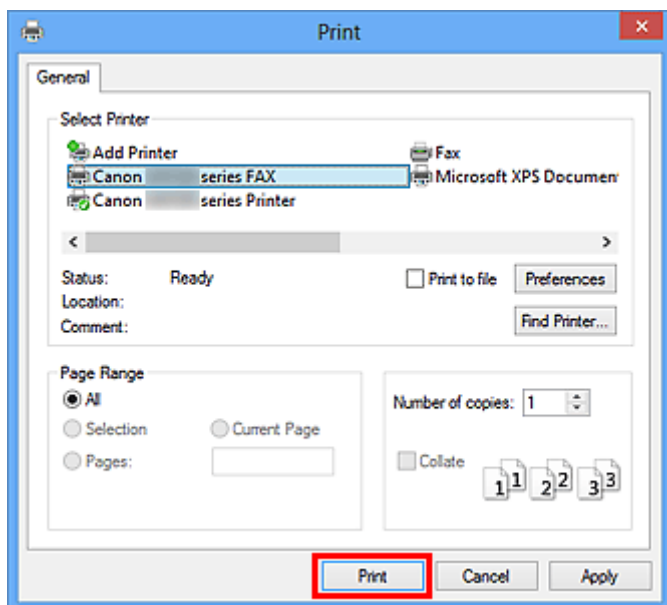 Print
General
Select Printer
Add Printer Fax
Canon series FAX Microsoft XPS Documen
Canon series Printer
Status: Ready Print to file Preferences
Location:
Comment: Find Printer...
Page Range
All Number of copies: 1
Selection Current Page
Pages: Collate
1 1 2 2 3 3
Print Cancel Apply